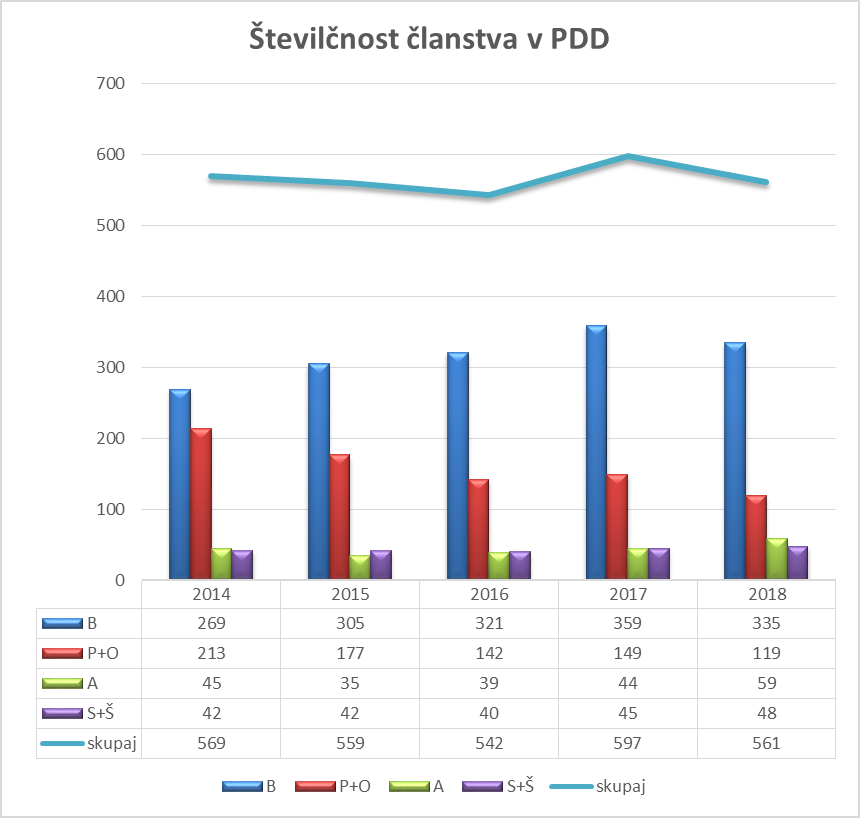 Številčnost članstva v PDD
700
600
500
400
300
200
100
0
2014 2015 2016 2017 2018
B 269 305 321 359 335
P+O 213 177 142 149 119
A 45 35 39 44 59
S+Š 42 42 40 45 48
skupaj 569 559 542 597 561
B P+O A S+Š skupaj